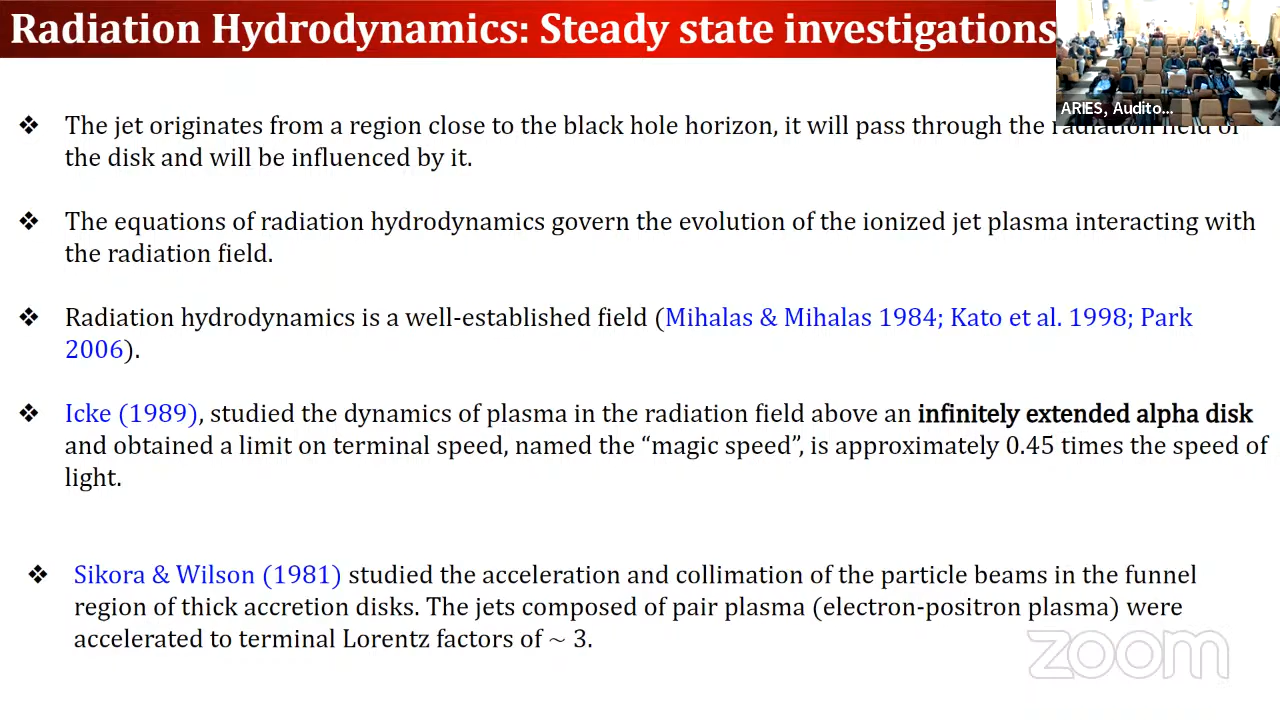 Radiation Hydrodynamics: Steady state investigations
ARIES, Audito...
❖ The jet originates from a region close to the black hole horizon, it will pass through the radiation field of
the disk and will be influenced by it.
❖ The equations of radiation hydrodynamics govern the evolution of the ionized jet plasma interacting with
the radiation field.
❖ Radiation hydrodynamics is a well-established field (Mihalas & Mihalas 1984; Kato et al. 1998; Park
2006).
❖ Icke (1989), studied the dynamics of plasma in the radiation field above an infinitely extended alpha disk
and obtained a limit on terminal speed, named the “magic speed”, is approximately 0.45 times the speed of
light.
❖ Sikora & Wilson (1981) studied the acceleration and collimation of the particle beams in the funnel
region of thick accretion disks. The jets composed of pair plasma (electron-positron plasma) were
accelerated to terminal Lorentz factors of ~ 3.
zoom